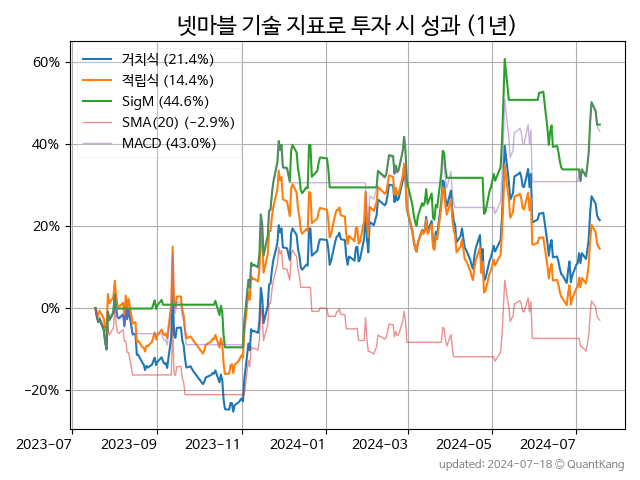 넷마블 기술 지표로 투자 시 성과 (1년)
60%
40%
20%
0%
−20%
거치식 (21.4%)
적립식 (14.4%)
SigM (44.6%)
SMA(20) (−2.9%)
MACD (43.0%)
2023-07
2023-09
2023-11
2024-01
2024-03
2024-05
2024-07
updated: 2024-07-18 ⓒ QuantKang